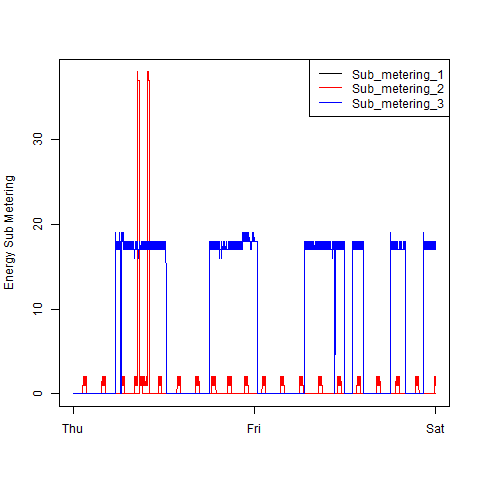 Sub_metering_1
Sub_metering_2
Sub_metering_3
Energy Sub Metering
30
20
10
0
Thu Fri Sat